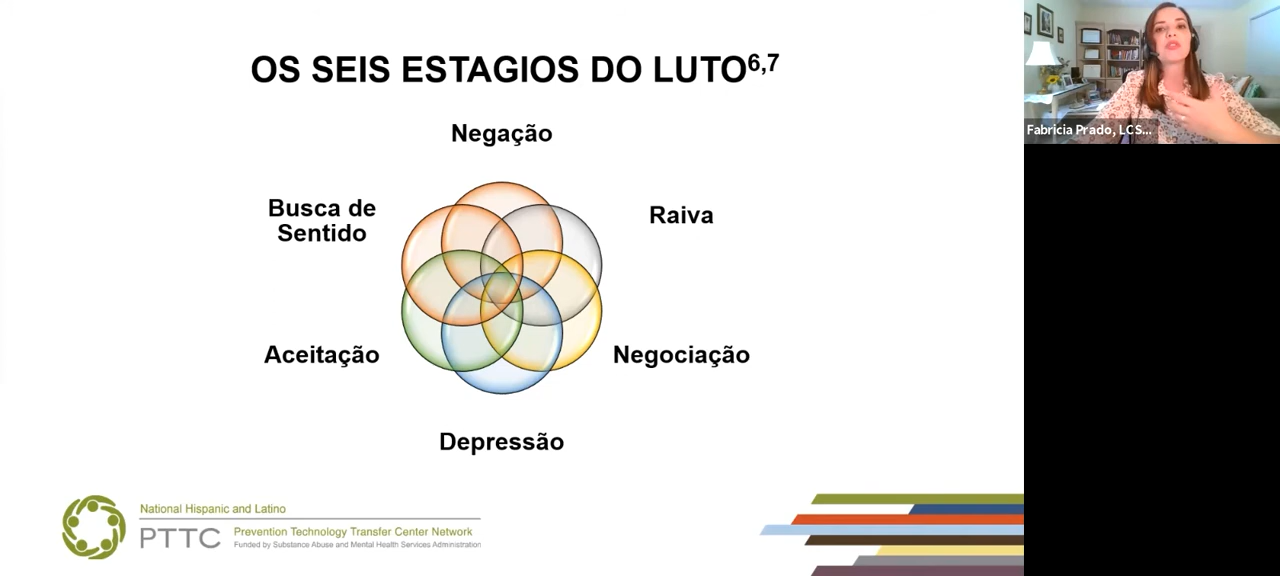 OS SEIS ESTAGIOS DO LUTO6,7
Negação
Busca de
Sentido
Raiva
Aceitação
Negociação
Depressão
National Hispanic and Latino
PTTC
Prevention Technology Transfer Center Network
Funded by Substance Abuse and Mental Health Services Administration
Fabricia Prado, LCS...